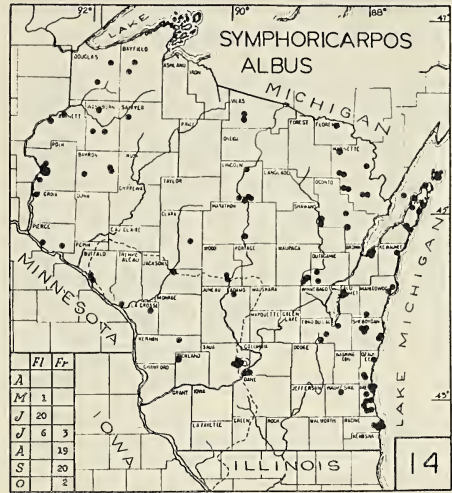 92°
90°
88°
47°
LAKE
SYMPHORICARPOS
ALBUS
DOUGLAS
BAYFIELD
ASHLAND
IRON
MICHIGAN
VILAS
SAWYER
BURNETT
PRICE
ONEIDA
FOREST
FLORENCE
MARINETTE
POLK
BARRON
RUSK
LINCOLN
LANGLADE
OCONTO
CHIPPEWA
TAYLOR
ST CROIX
DUNN
MARATHON
SHAWANO
45°
CLARK
EAU CLAIRE
PIERCE
PEPIN
BUFFALO
TREMPEALEAU
JACKSON
WOOD
PORTAGE
WAUPACA
OUTAGAMIE
BROWN
KEWAUNEE
MINNESOTA
JUNEAU
ADAMS
WAUSHARA
WINNEBAGO
CALUMET
MANITOWOC
LA CROSSE
MONROE
MARQUETTE
GREEN LAKE
FOND DU LAC
SHEBOYGAN
VERNON
SAUK
COLUMBIA
DODGE
WASHINGTON
OZAUKEE
RICHLAND
CRAWFORD
DANE
JEFFERSON
WAUKESHA
LAKE MICHIGAN
43°
GRANT
IOWA
LAFAYETTE
GREEN
ROCK
WALWORTH
RACINE
KENOSHA
IOWA
ILLINOIS
14
Fl Fr
A
M 1
J 20
J 6 3
A 19
S 20
O 2